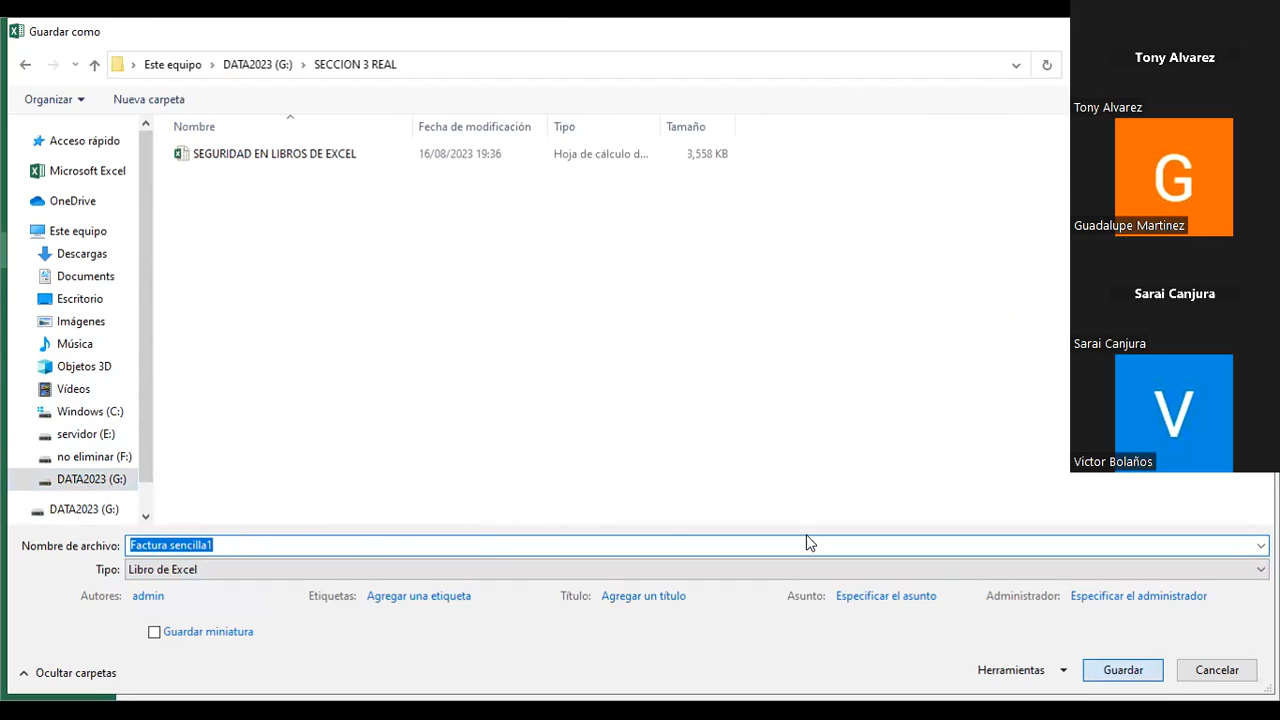 Guardar como
Este equipo > DATA2023 (G:) > SECCION 3 REAL
Organizar
Nueva carpeta
Nombre
Fecha de modificación
Tipo
Tamaño
SEGURIDAD EN LIBROS DE EXCEL
16/08/2023 19:36
Hoja de cálculo d...
3,558 KB
Acceso rápido
Microsoft Excel
OneDrive
Este equipo
Descargas
Documents
Escritorio
Imágenes
Música
Objetos 3D
Vídeos
Windows (C:)
servidor (E:)
no eliminar (F:)
DATA2023 (G:)
DATA2023 (G:)
Nombre de archivo: Factura sencilla1
Tipo: Libro de Excel
Autores: admin
Etiquetas: Agregar una etiqueta
Título: Agregar un título
Asunto: Especificar el asunto
Administrador: Especificar el administrador
Guardar miniatura
Ocultar carpetas
Herramientas
Guardar
Cancelar
Tony Alvarez
Tony Alvarez
G
Guadalupe Martinez
Sarai Canjura
Sarai Canjura
V
Victor Bolaños